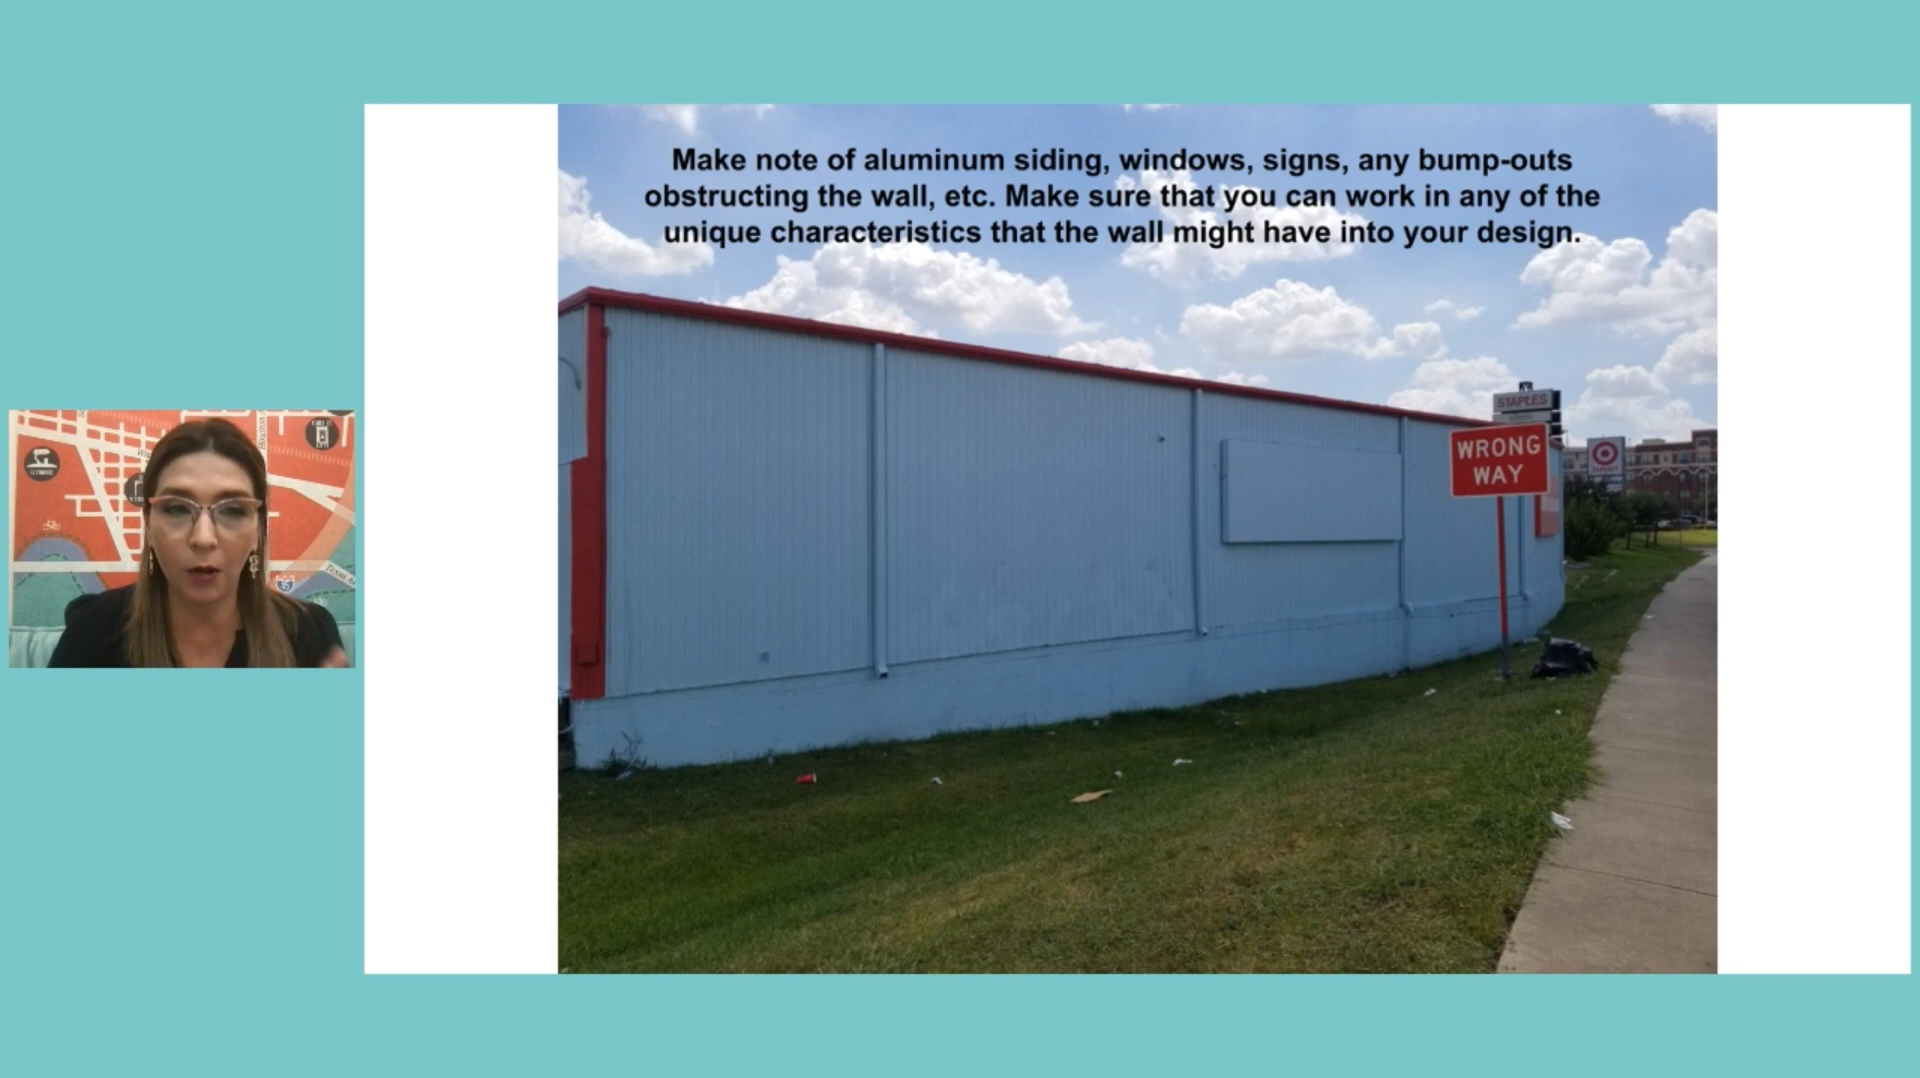 Make note of aluminum siding, windows, signs, any bump-outs
obstructing the wall, etc. Make sure that you can work in any of the
unique characteristics that the wall might have into your design.
STAPLES
WRONG
WAY